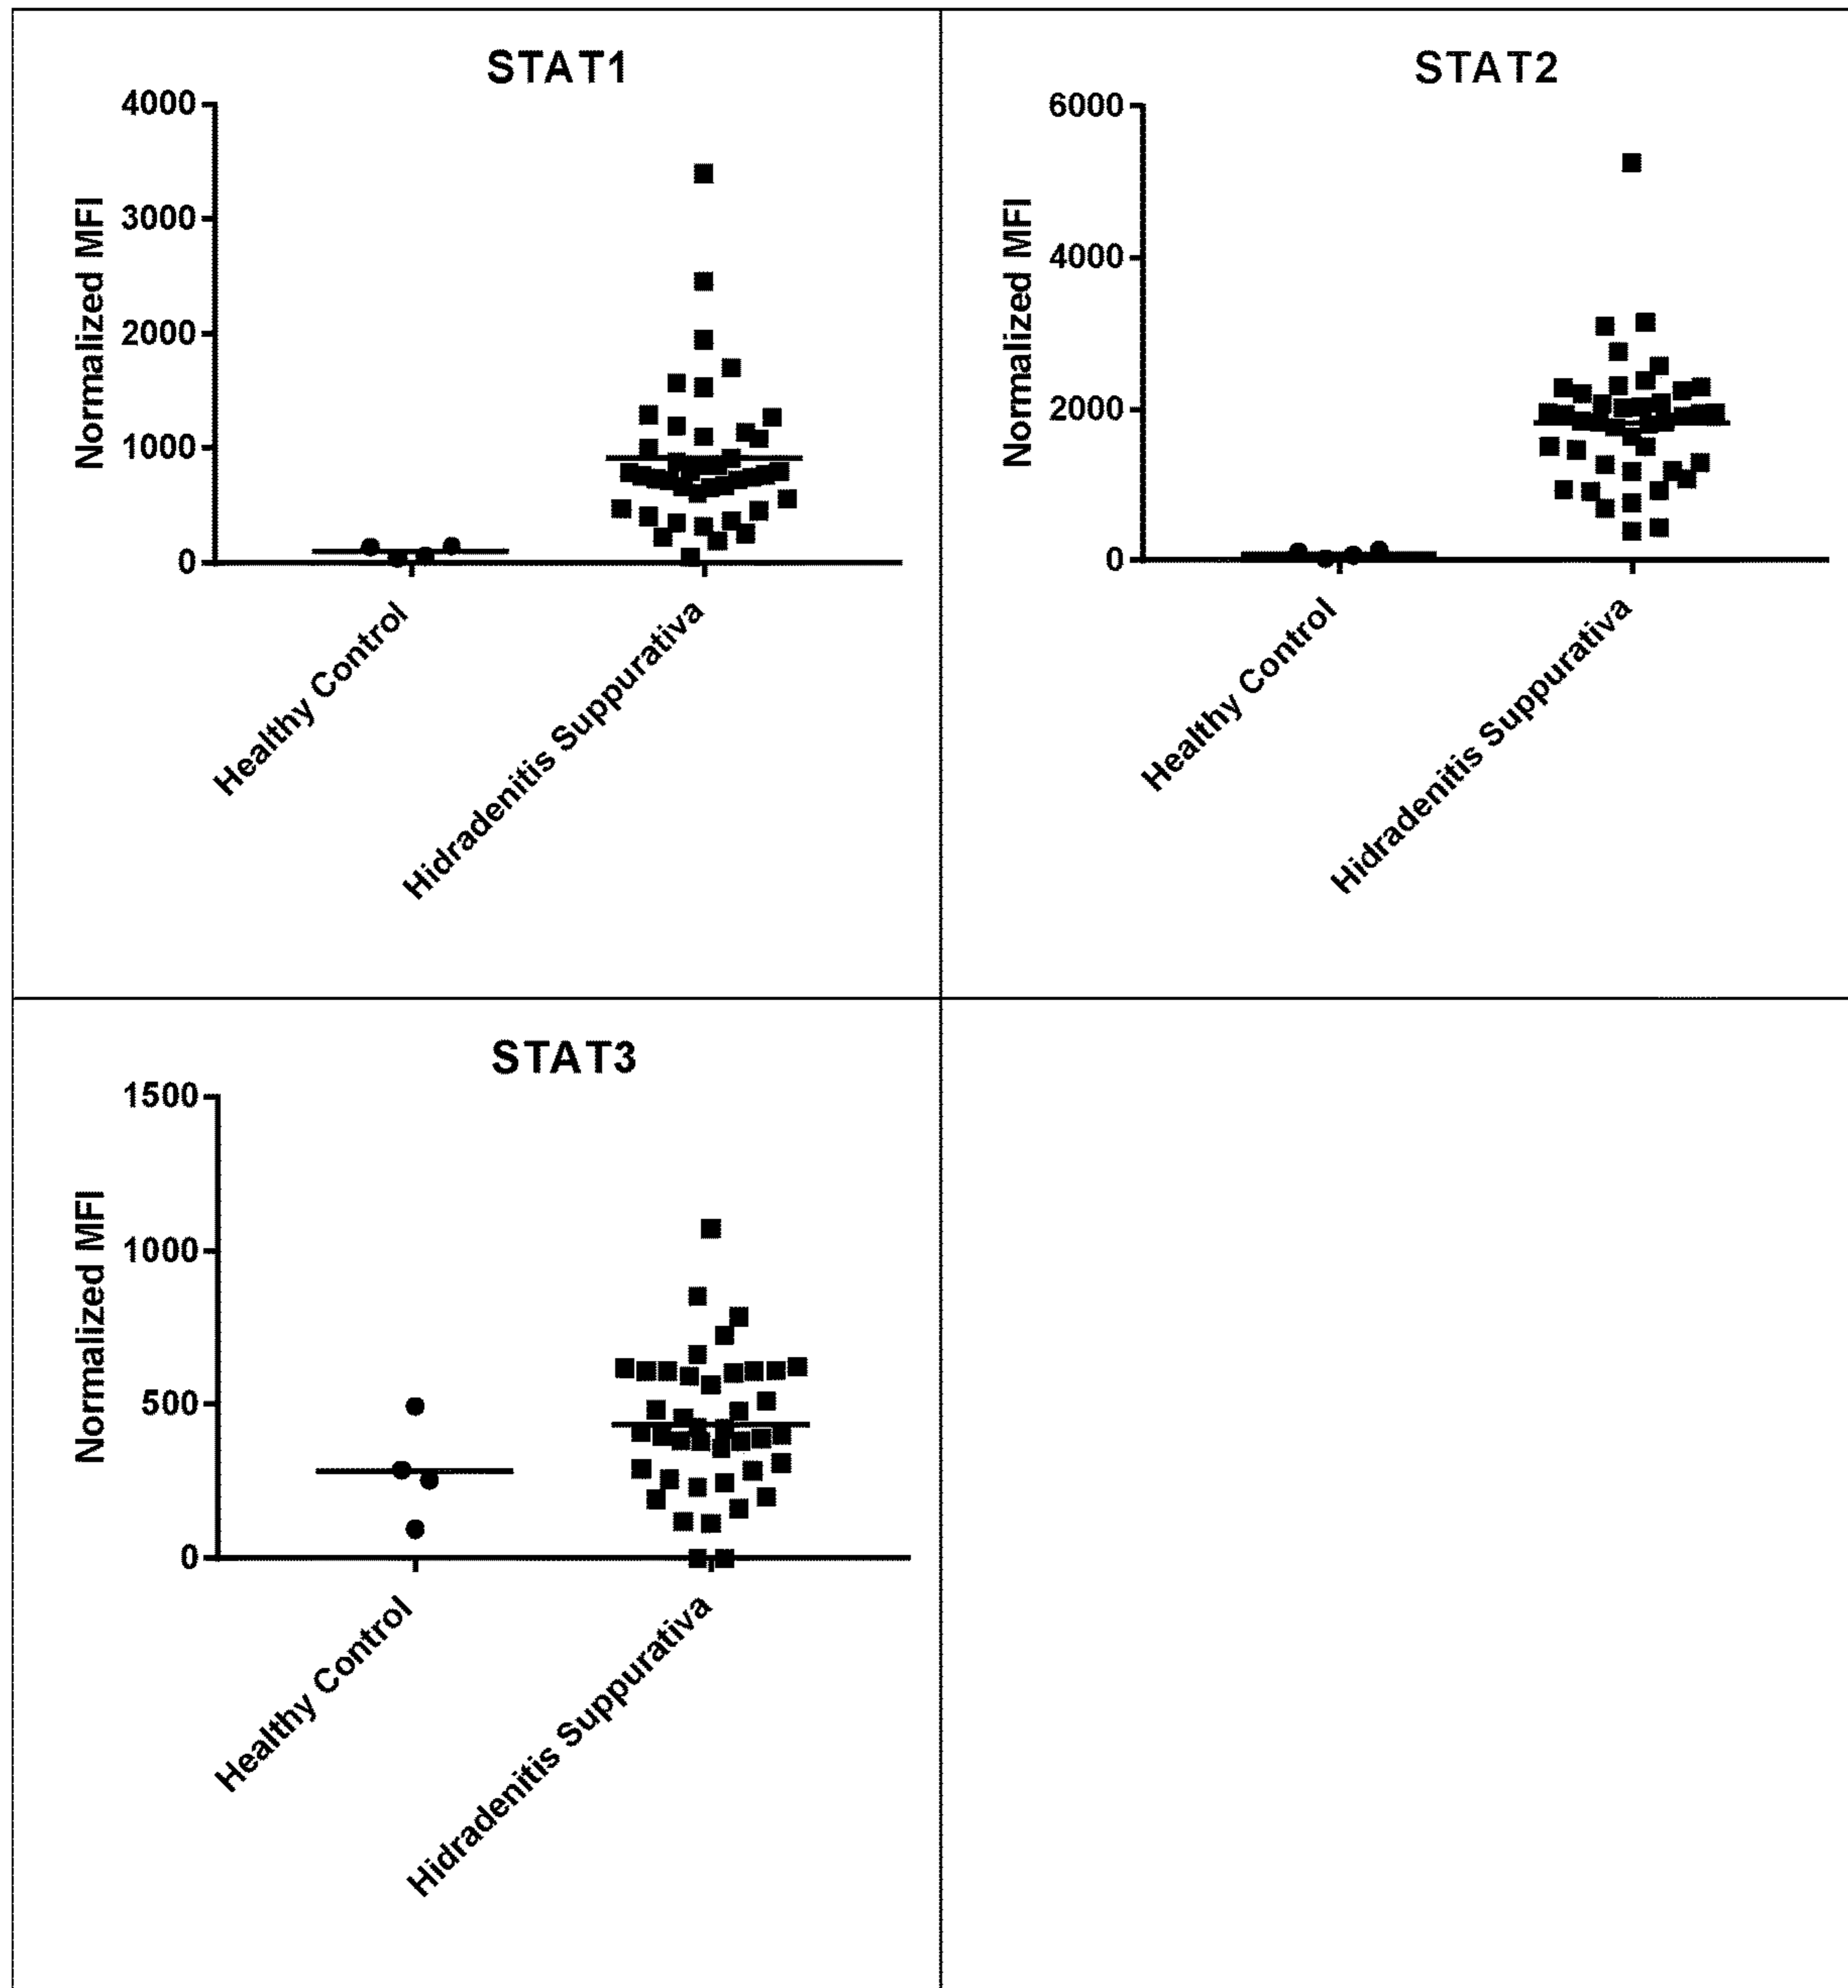 STAT1
4000
3000
2000
1000
0
Normalized MFI
Healthy Control
Hidradenitis Suppurativa
STAT2
6000
4000
2000
0
Normalized MFI
Healthy Control
Hidradenitis Suppurativa
STAT3
1500
1000
500
0
Normalized MFI
Healthy Control
Hidradenitis Suppurativa